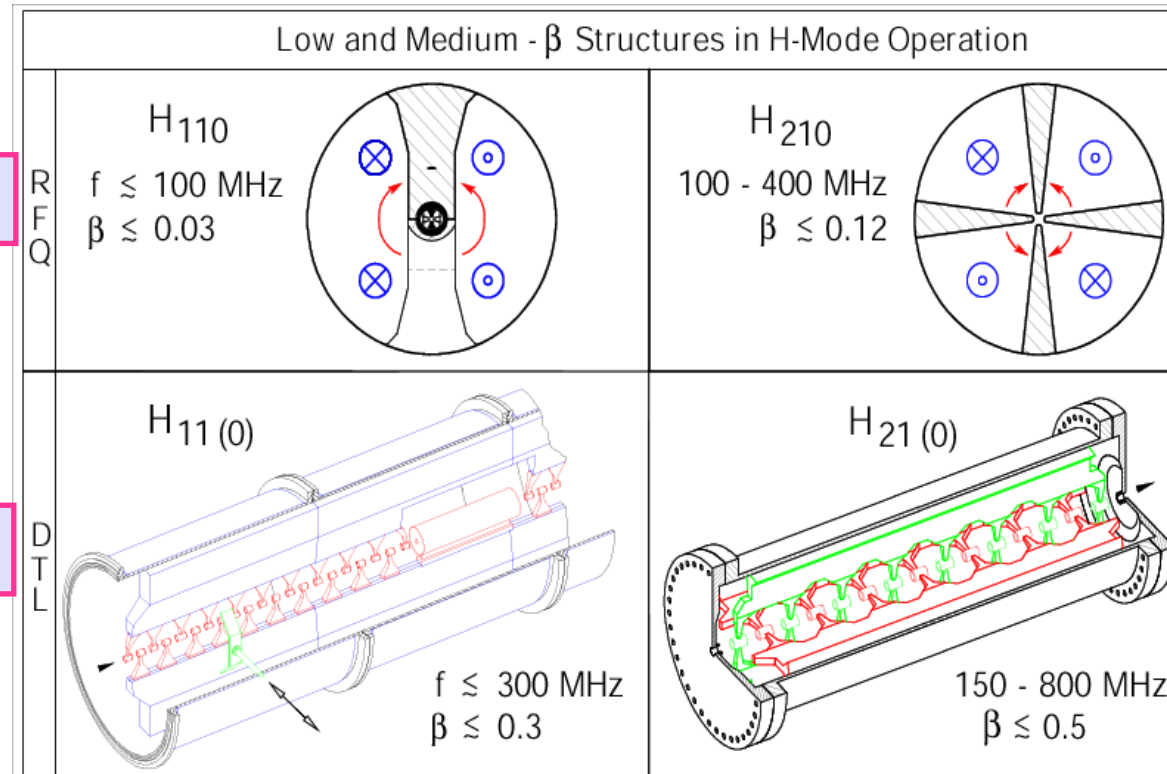 Low and Medium - β Structures in H-Mode Operation
R
F
Q
H110
f ≲ 100 MHz
β ≲ 0.03
-
H210
100 - 400 MHz
β ≲ 0.12
D
T
L
H11 (0)
f ≲ 300 MHz
β ≲ 0.3
H21 (0)
150 - 800 MHz
β ≲ 0.5